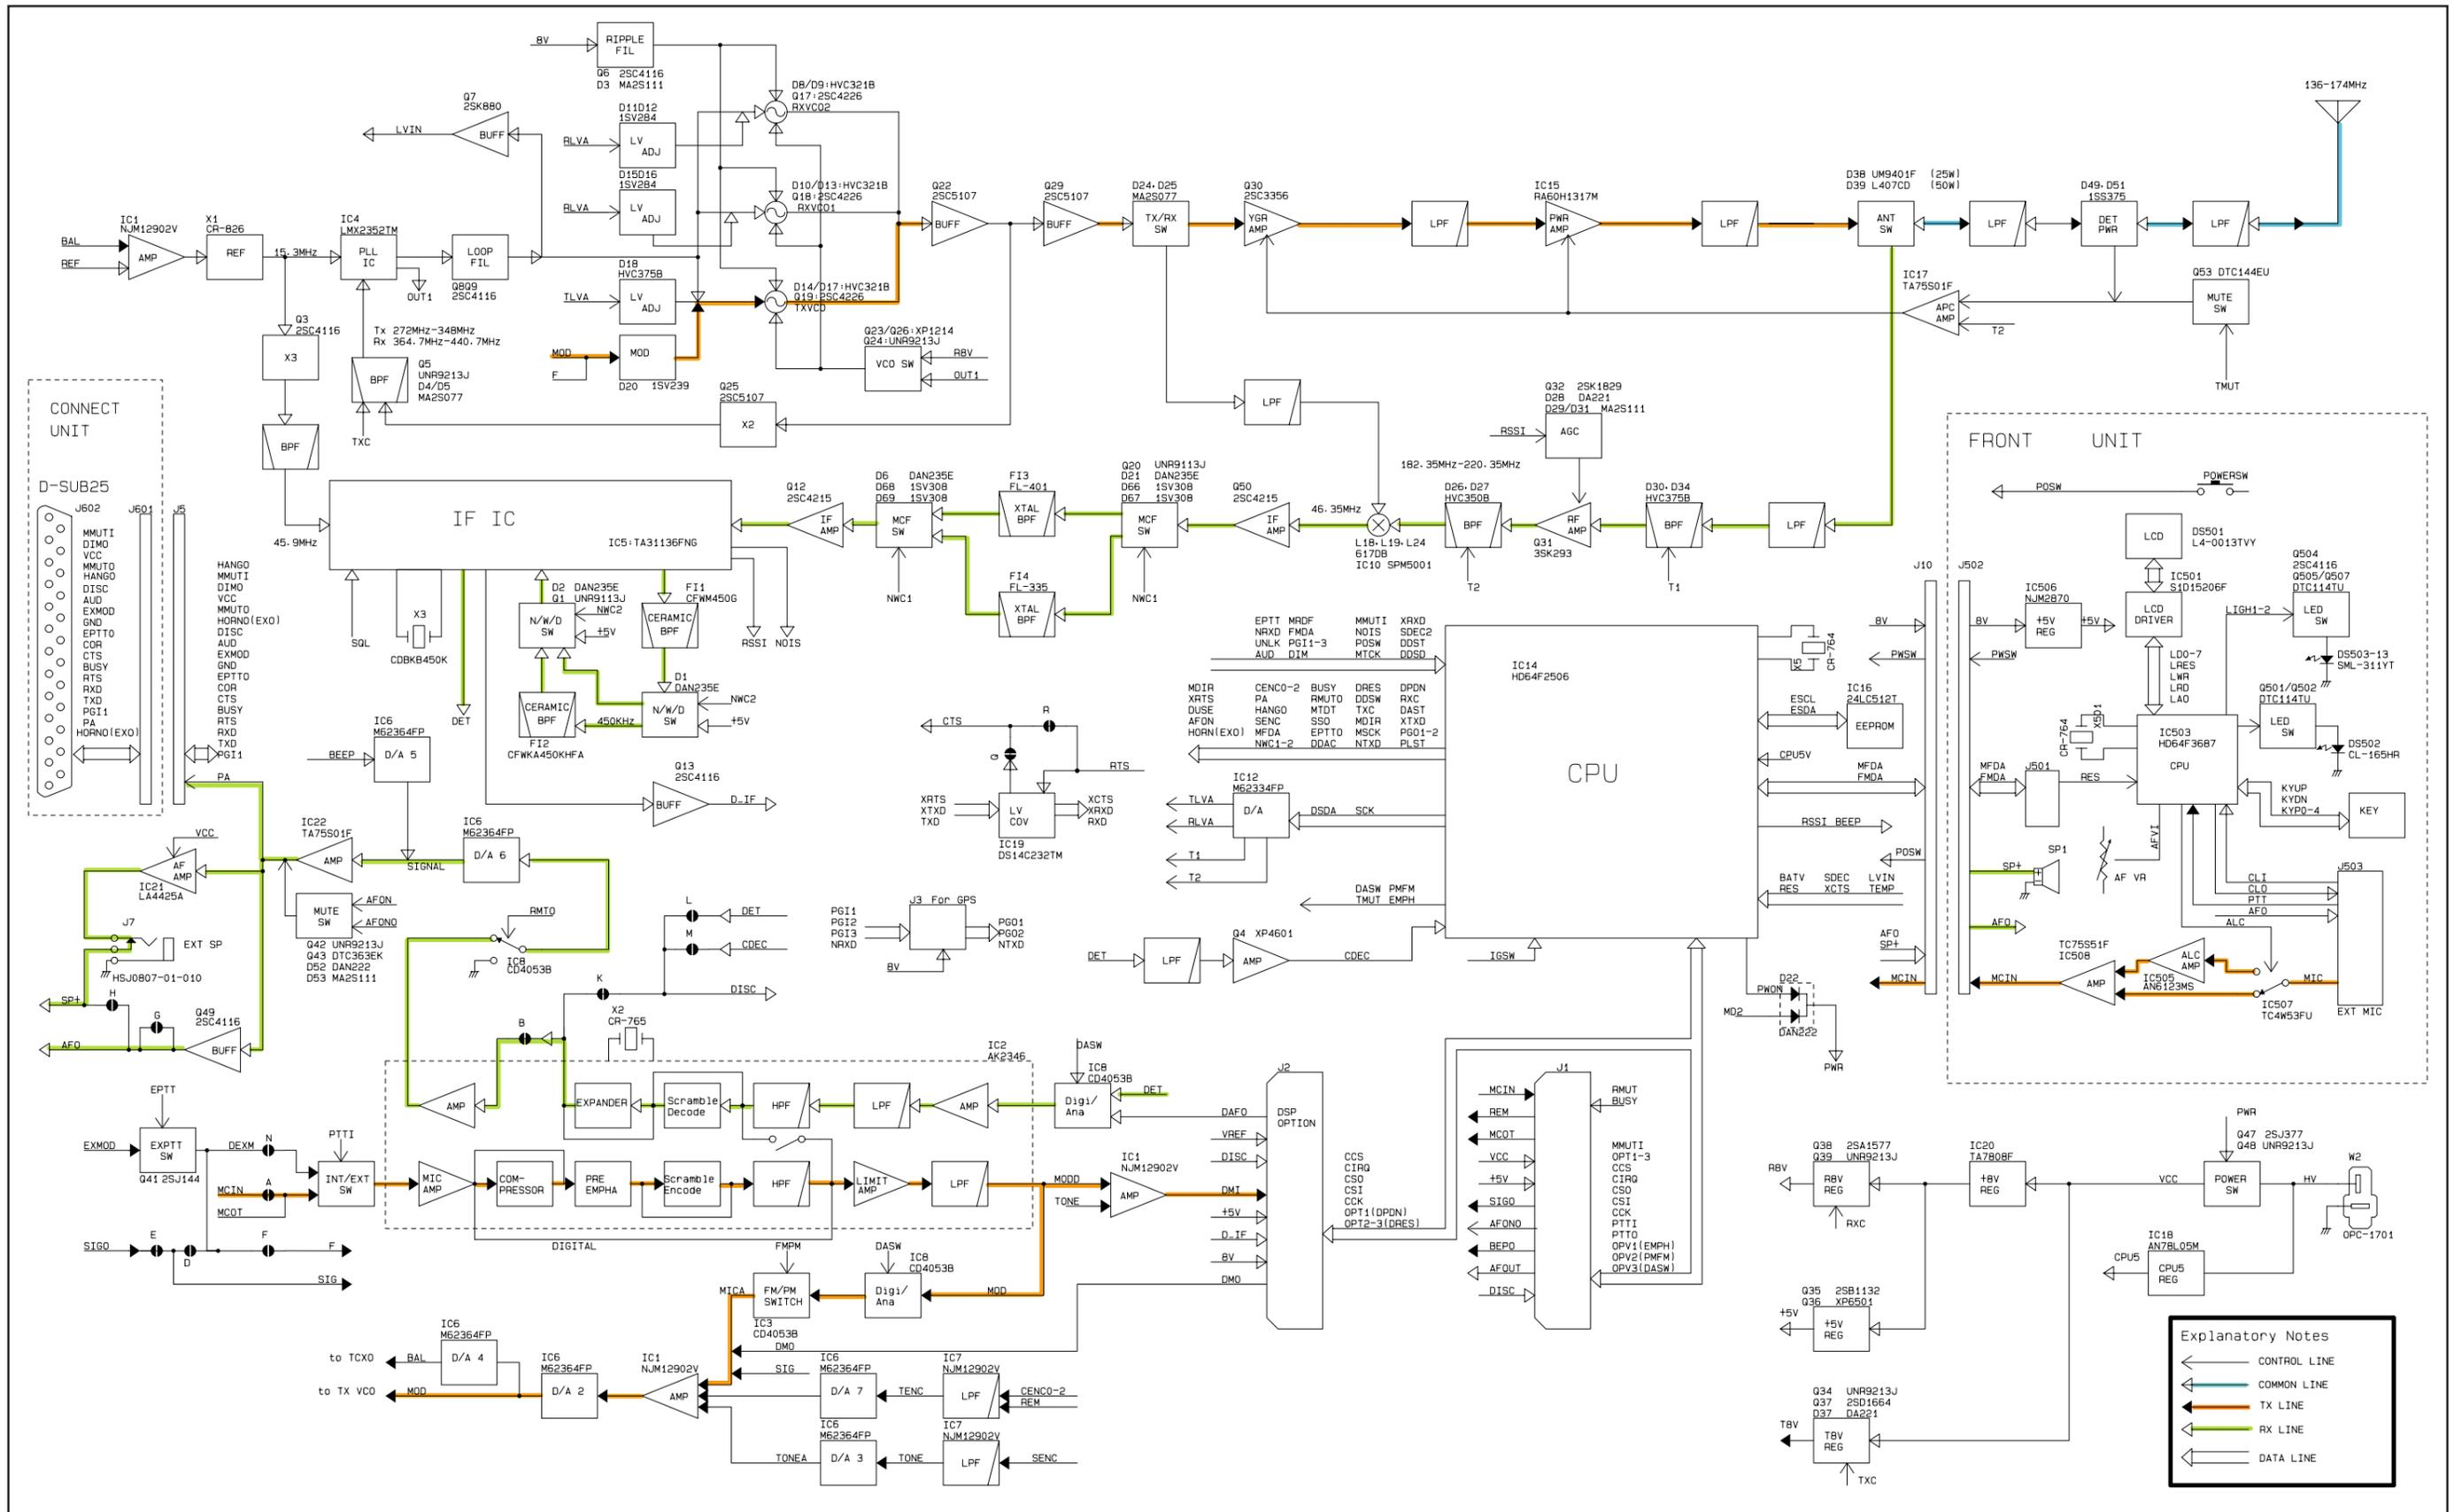 8V
RIPPLE
FIL
Q6 2SC4116
D3 MA2S111
D8/D9:HVC321B
Q17:2SC4226
RXVCO2
136-174MHz
Q7
2SK880
BUFF
LVIN
D11D12
1SV284
RLVA
LV
ADJ
D15D16
1SV284
RLVA
LV
ADJ
D10/D13:HVC321B
Q18:2SC4226
RXVCO1
Q22
2SC5107
BUFF
Q29
2SC5107
BUFF
D24,D25
MA2S077
TX/RX
SW
Q30
2SC3356
YGR
AMP
LPF
IC15
RA60H1317M
PWR
AMP
LPF
D38 UM9401F (25W)
D39 L407CD (50W)
ANT
SW
LPF
D49,D51
1SS375
DET
PWR
LPF
IC1
NJM12902V
BAL
REF
AMP
X1
CR-826
REF
15.3MHz
IC4
LMX2352TM
PLL
IC
OUT1
LOOP
FIL
Q8Q9
2SC4116
D18
HVC375B
TLVA
LV
ADJ
D14/D17:HVC321B
Q19:2SC4226
TXVCO
IC17
TA75S01F
APC
AMP
T2
Q53 DTC144EU
MUTE
SW
TMUT
Q3
2SC4116
X3
Tx 272MHz-348MHz
Rx 364.7MHz-440.7MHz
BPF
Q5
UNR9213J
D4/D5
MA2S077
TXC
MOD
F
MOD
D20 1SV239
Q23/Q26:XP1214
Q24:UNR9213J
VCO SW
R8V
OUT1
Q25
2SC5107
X2
LPF
Q32 2SK1829
D28 DA221
D29/D31 MA2S111
RSSI
AGC
CONNECT
UNIT
D-SUB25
J602
J601
J5
MMUTI
DIMO
VCC
MMUTO
HANGO
DISC
AUD
EXMOD
GND
EPTTO
COR
CTS
BUSY
RTS
RXD
TXD
PGI1
PA
HORNO(EXO)
HANGO
MMUTI
DIMO
VCC
MMUTO
HORNO(EXO)
DISC
AUD
EXMOD
GND
EPTTO
COR
CTS
BUSY
RTS
RXD
TXD
PGI1
PA
BPF
45.9MHz
IF IC
IC5:TA31136FNG
Q12
2SC4215
IF
AMP
D6 DAN235E
D68 1SV308
D69 1SV308
MCF
SW
NWC1
FI3
FL-401
XTAL
BPF
FI4
FL-335
XTAL
BPF
Q20 UNR9113J
D21 DAN235E
D66 1SV308
D67 1SV308
MCF
SW
NWC1
Q50
2SC4215
IF
AMP
46.35MHz
L18,L19,L24
617DB
IC10 SPM5001
182.35MHz-220.35MHz
D26,D27
HVC350B
BPF
T2
RF
AMP
Q31
3SK293
D30,D34
HVC375B
BPF
T1
LPF
SQL
X3
CDBKB450K
DET
D2 DAN235E
Q1 UNR9113J
N/W/D
SW
NWC2
+5V
FI1
CFWM450G
CERAMIC
BPF
CERAMIC
BPF
FI2
CFWKA450KHFA
450KHz
D1
DAN235E
N/W/D
SW
NWC2
+5V
RSSI NOIS
FRONT UNIT
POSW
POWERSW
LCD
DS501
L4-0013TVY
IC501
S1D15206F
LCD
DRIVER
LIGH1-2
Q504
2SC4116
Q505/Q507
DTC114TU
LED
SW
DS503-13
SML-311YT
J10
J502
8V
PWSW
8V
PWSW
IC506
NJM2870
+5V
REG
+5V
LD0-7
LRES
LWR
LRD
LAO
Q501/Q502
DTC114TU
LED
SW
DS502
CL-165HR
CR-764
X501
IC503
HD64F3687
CPU
MFDA
FMDA
MFDA
FMDA
J501
RES
KYUP
KYDN
KYP0-4
KEY
AFVI
AF VR
SP+
SP1
AFO
CLI
CLO
PTT
AFO
ALC
J503
EXT MIC
MIC
IC507
TC4W53FU
ALC
AMP
IC505
AN6123MS
TC75S51F
IC508
AMP
MCIN
MCIN
EPTT MRDF MMUTI XRXD
NRXD FMDA NOIS SDEC2
UNLK PGI1-3 POSW DDST
AUD DIM MTCK DDSD
MDIR CENC0-2 BUSY DRES DPDN
XRTS PA RMUTO DDSW RXC
DUSE HANGO MTDT TXC DAST
AFON SENC SSO MDIR XTXD
HORN(EXO) MFDA EPTTO MSCK PGO1-2
NWC1-2 DDAC NTXD PLST
IC14
HD64F2506
CPU
X5
CR-764
ESCL
ESDA
IC16
24LC512T
EEPROM
CPU5V
RSSI BEEP
POSW
BATV SDEC LVIN
RES XCTS TEMP
AFO
SP+
IC12
M62334FP
D/A
TLVA
RLVA
T1
T2
DSDA SCK
DASW PMFM
TMUT EMPH
DET
LPF
Q4 XP4601
AMP
CDEC
IGSW
PWON
MD2
D22
DAN222
PWR
IC6
M62364FP
BEEP
D/A 5
Q13
2SC4116
BUFF
D_IF
CTS
R
Q
RTS
XRTS
XTXD
TXD
LV
COV
XCTS
XRXD
RXD
IC19
DS14C232TM
IC22
TA75S01F
AMP
SIGNAL
IC6
M62364FP
D/A 6
VCC
AF
AMP
IC21
LA4425A
MUTE
SW
AFON
AFONO
Q42 UNR9213J
Q43 DTC363EK
D52 DAN222
D53 MA2S111
J7
EXT SP
HSJ0807-01-010
SP+
H
G
AFO
Q49
2SC4116
BUFF
RMTO
IC8
CD4053B
L
DET
M
CDEC
K
DISC
PGI1
PGI2
PGI3
NRXD
J3 For GPS
PGO1
PGO2
NTXD
8V
X2
CR-765
B
IC2
AK2346
AMP
EXPANDER
Scramble
Decode
HPF
LPF
AMP
DASW
IC8
CD4053B
Digi/
Ana
DET
EPTT
EXMOD
EXPTT
SW
Q41 2SJ144
DEXM
N
MCIN
A
MCOT
PTTI
INT/EXT
SW
SIGO
E
D
F
F
SIG
MIC
AMP
COM-
PRESSOR
PRE
EMPHA
Scramble
Encode
HPF
LIMIT
AMP
LPF
DIGITAL
MODD
TONE
IC1
NJM12902V
AMP
J2
DSP
OPTION
DAFO
VREF
DISC
DMI
+5V
D_IF
8V
DMO
CCS
CIRQ
CSO
CSI
CCK
OPT1(DPDN)
OPT2-3(DRES)
J1
MCIN
REM
MCOT
VCC
+5V
SIGO
AFONO
BEPO
AFOUT
DISC
RMUT
BUSY
MMUTI
OPT1-3
CCS
CIRQ
CSO
CSI
CCK
PTTI
PTTO
OPV1(EMPH)
OPV2(PMFM)
OPV3(DASW)
FMPM
FM/PM
SWITCH
IC3
CD4053B
MICA
DASW
IC8
CD4053B
Digi/
Ana
MOD
DMO
SIG
IC6
M62364FP
D/A 4
to TCXO
BAL
to TX VCO
MOD
IC6
M62364FP
D/A 2
IC1
NJM12902V
AMP
IC6
M62364FP
D/A 7
TENC
IC7
NJM12902V
LPF
CENC0-2
REM
IC6
M62364FP
TONEA
D/A 3
TONE
IC7
NJM12902V
LPF
SENC
Q38 2SA1577
Q39 UNR9213J
R8V
R8V
REG
RXC
IC20
TA7808F
+8V
REG
VCC
PWR
Q47 2SJ377
Q48 UNR9213J
POWER
SW
HV
W2
OPC-1701
IC18
AN78L05M
CPU5
CPU5
REG
Q35 2SB1132
Q36 XP6501
+5V
+5V
REG
Q34 UNR9213J
Q37 2SD1664
D37 DA221
T8V
T8V
REG
TXC
Explanatory Notes
CONTROL LINE
COMMON LINE
TX LINE
RX LINE
DATA LINE